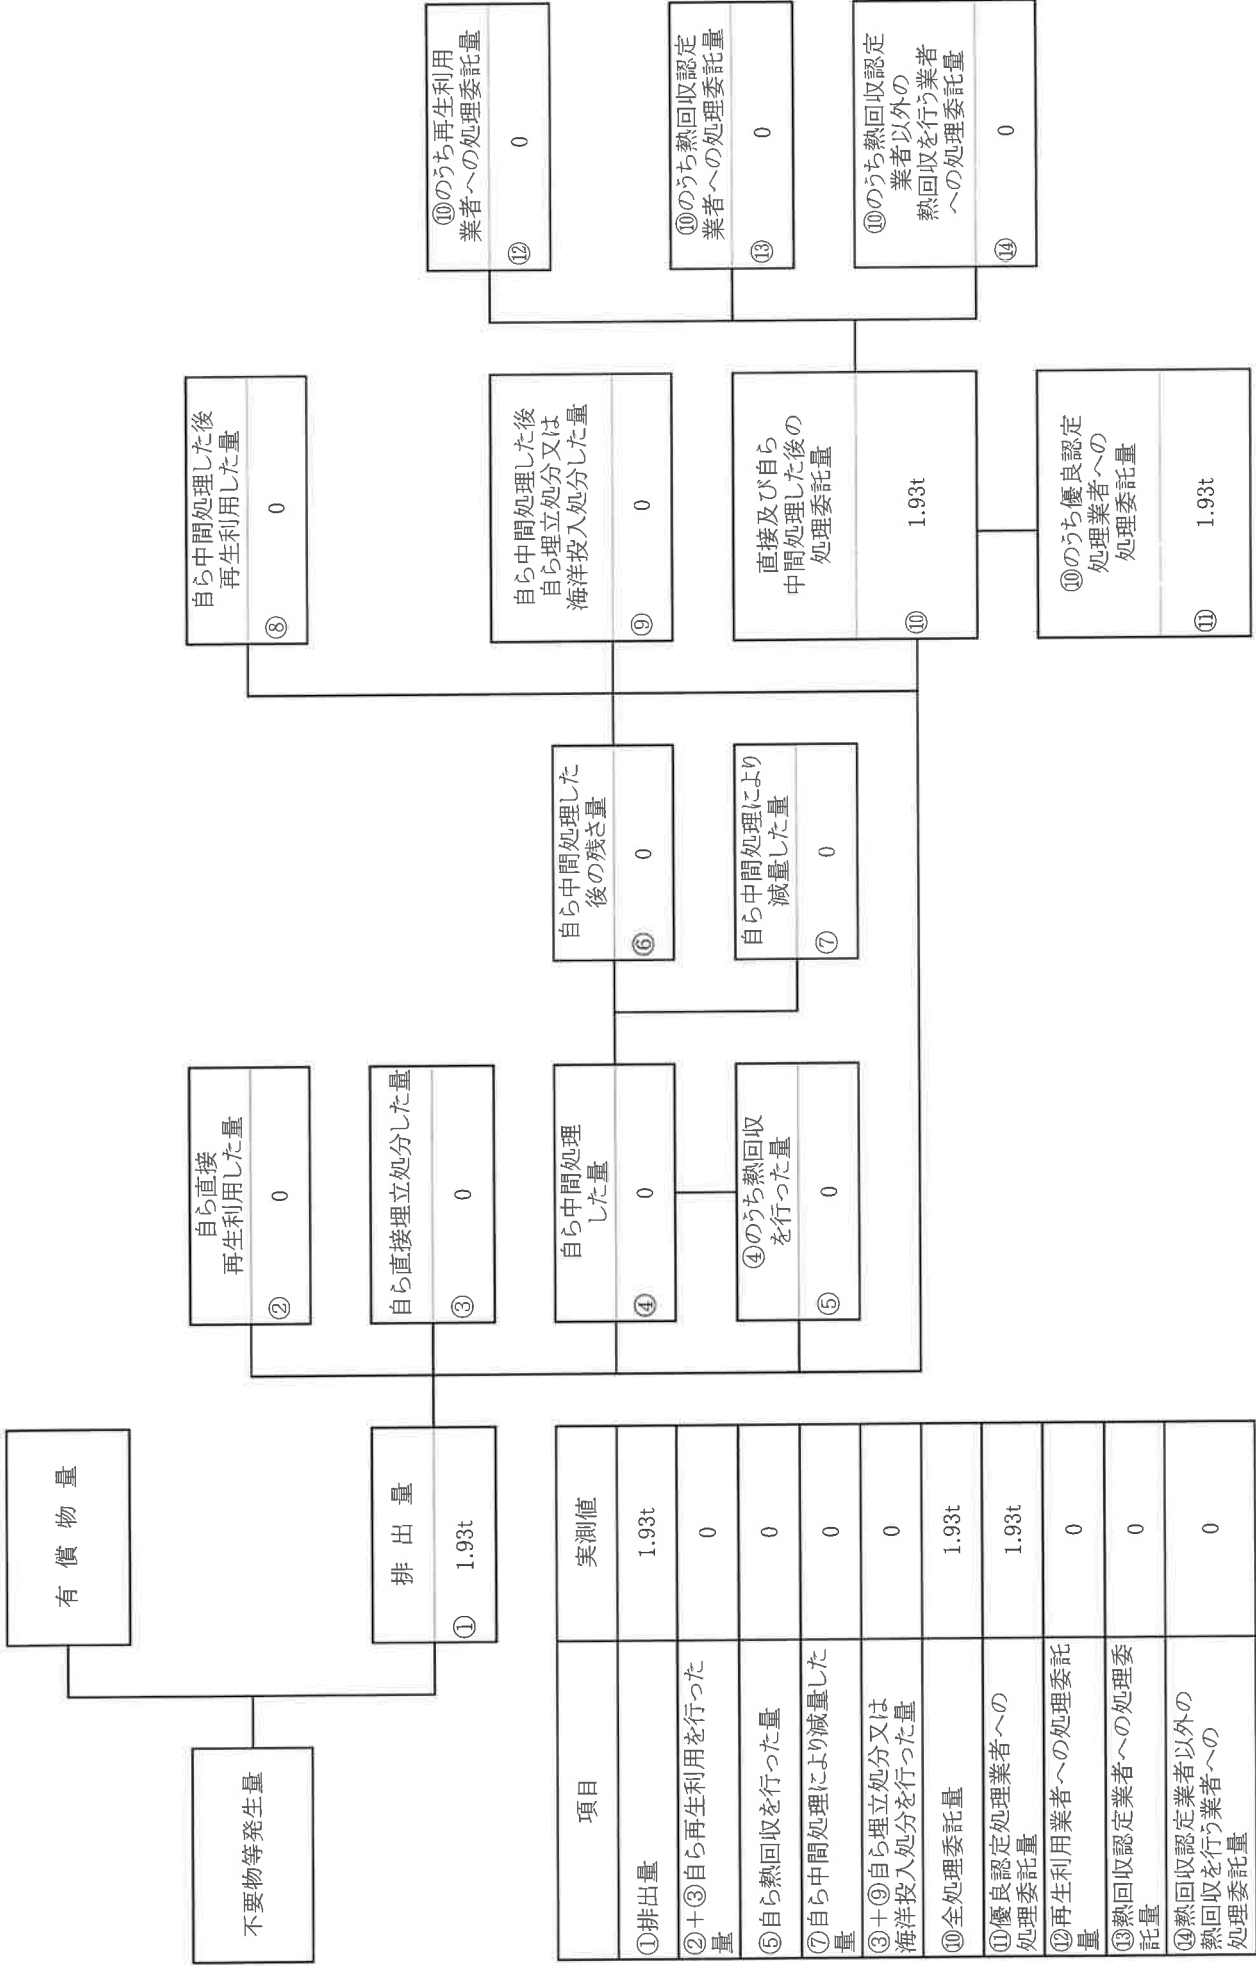 不要物等発生量
有償物量
排出量
① 1.93t
自ら直接
再生利用した量
② 0
自ら直接埋立処分した量
③ 0
自ら中間処理
した量
④ 0
④のうち熱回収
を行った量
⑤ 0
自ら中間処理した
後の残さ量
⑥ 0
自ら中間処理により
減量した量
⑦ 0
自ら中間処理した後
再生利用した量
⑧ 0
自ら中間処理した後
自ら埋立処分又は
海洋投入処分した量
⑨ 0
直接及び自ら
中間処理した後の
処理委託量
⑩ 1.93t
⑩のうち優良認定
処理業者への
処理委託量
⑪ 1.93t
⑩のうち再生利用
業者への処理委託量
⑫ 0
⑩のうち熱回収認定
業者への処理委託量
⑬ 0
⑩のうち熱回収認定
業者以外の
熱回収を行う業者
への処理委託量
⑭ 0
項目 実測値
①排出量 1.93t
②+③自ら再生利用を行った
量 0
⑤自ら熱回収を行った量 0
⑦自ら中間処理により減量した
量 0
③+⑨自ら埋立処分又は
海洋投入処分を行った量 0
⑩全処理委託量 1.93t
⑪優良認定処理業者への
処理委託量 1.93t
⑫再生利用業者への処理委託
量 0
⑬熱回収認定業者への処理委
託量 0
⑭熱回収認定業者以外の
熱回収を行う業者への
処理委託量 0